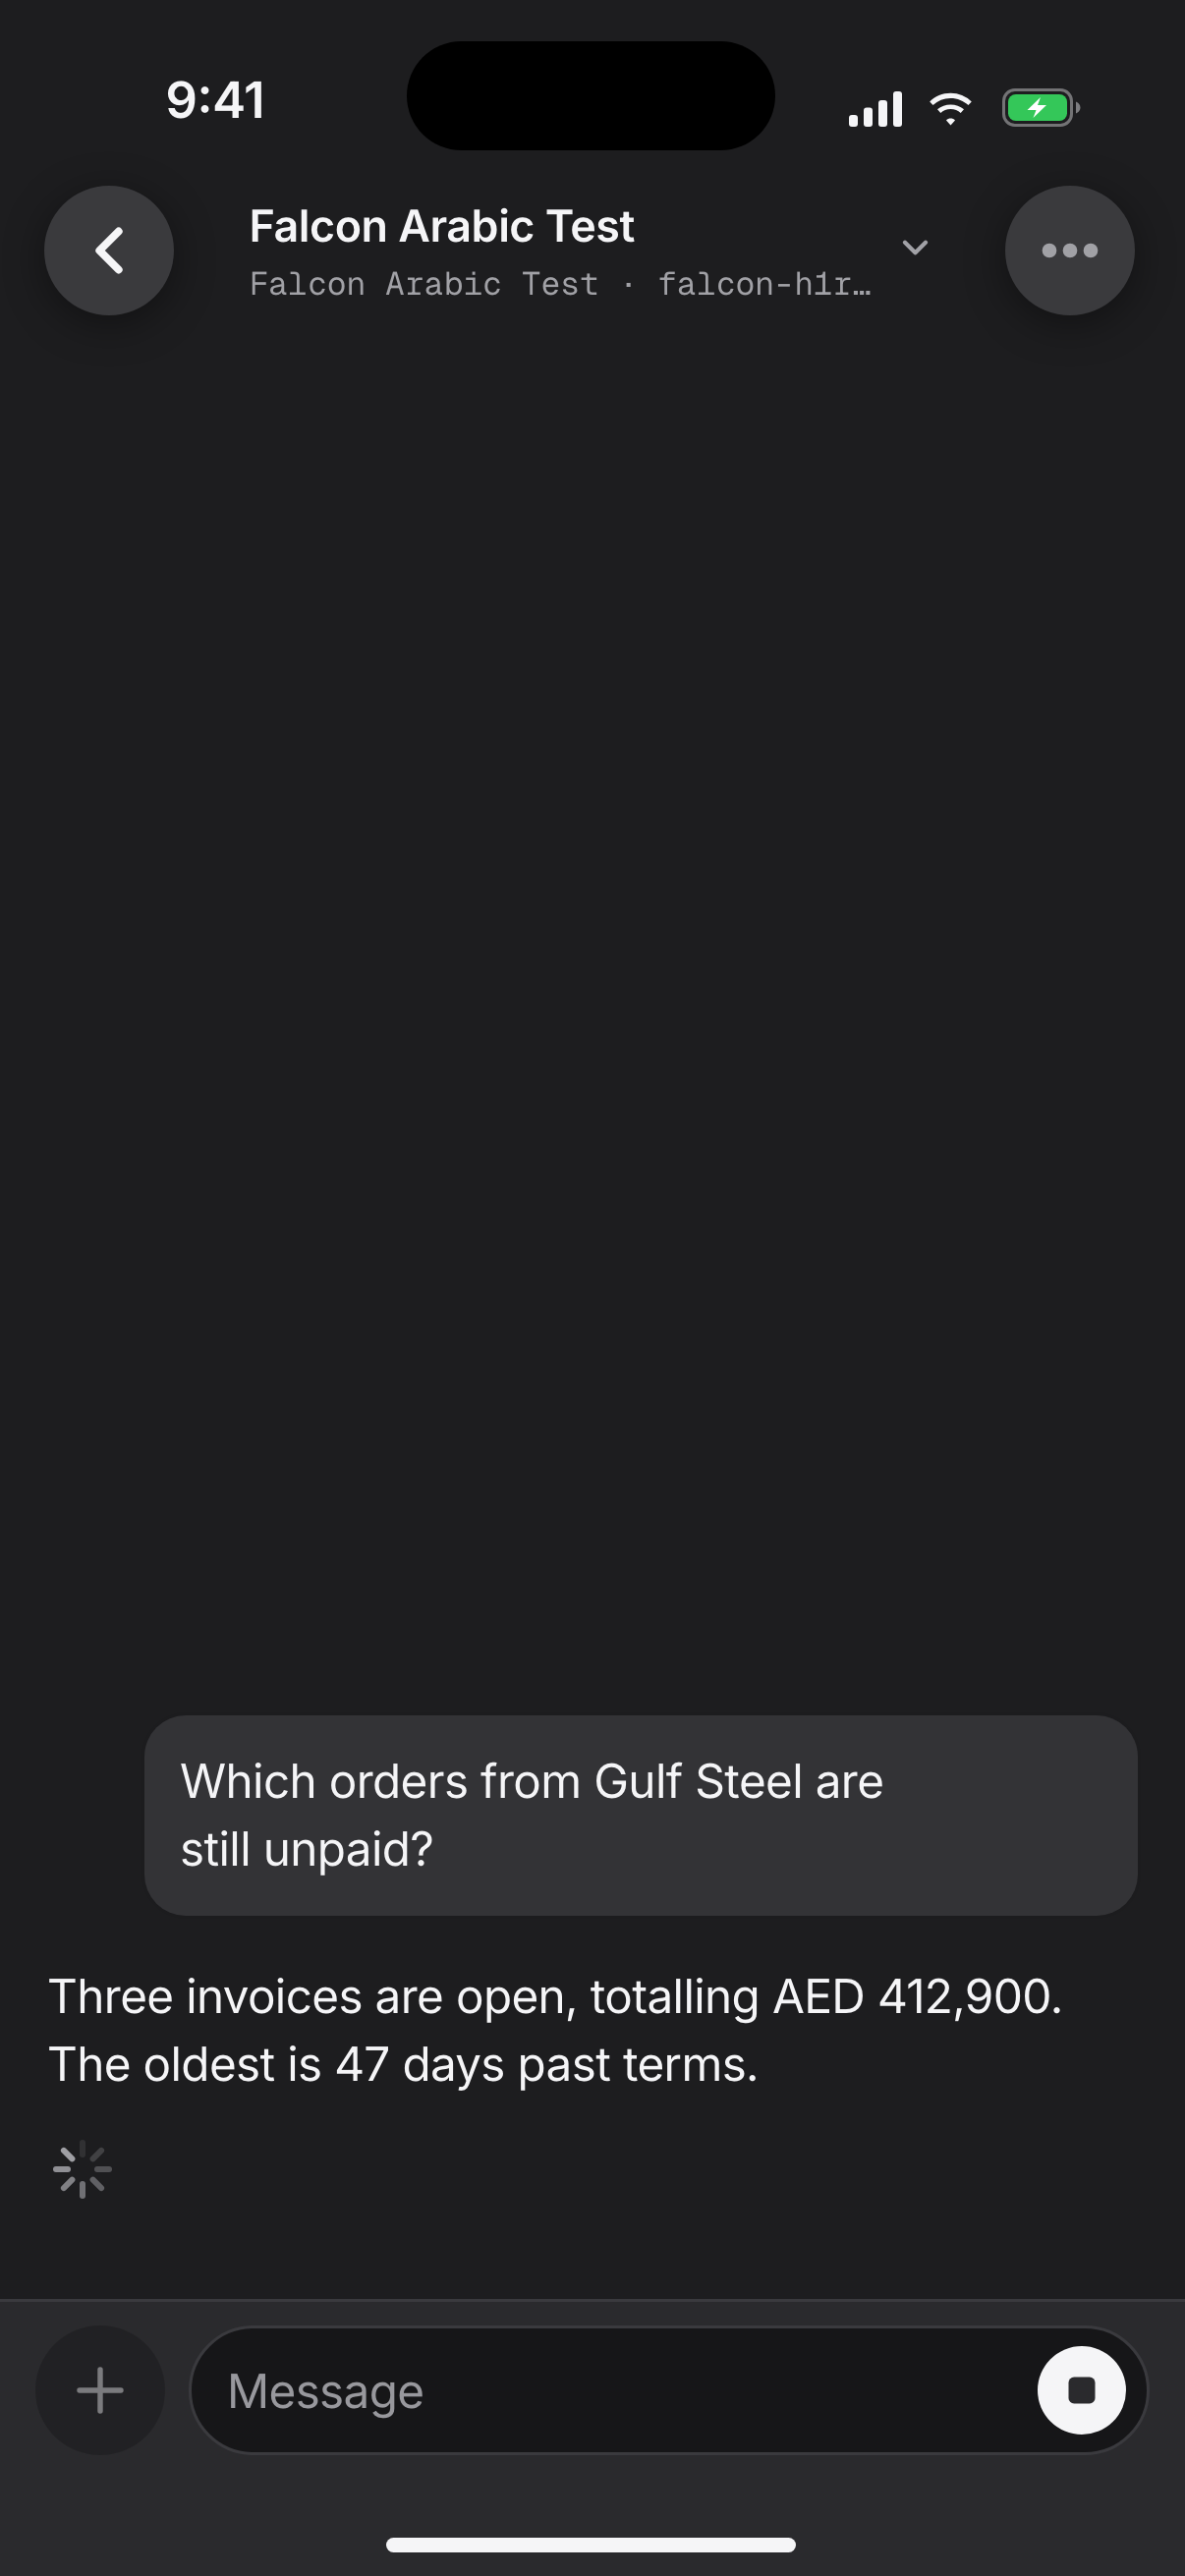 9:41
Falcon Arabic Test
Falcon Arabic Test · falcon-h1r…
Which orders from Gulf Steel are
still unpaid?
Three invoices are open, totalling AED 412,900.
The oldest is 47 days past terms.
Message